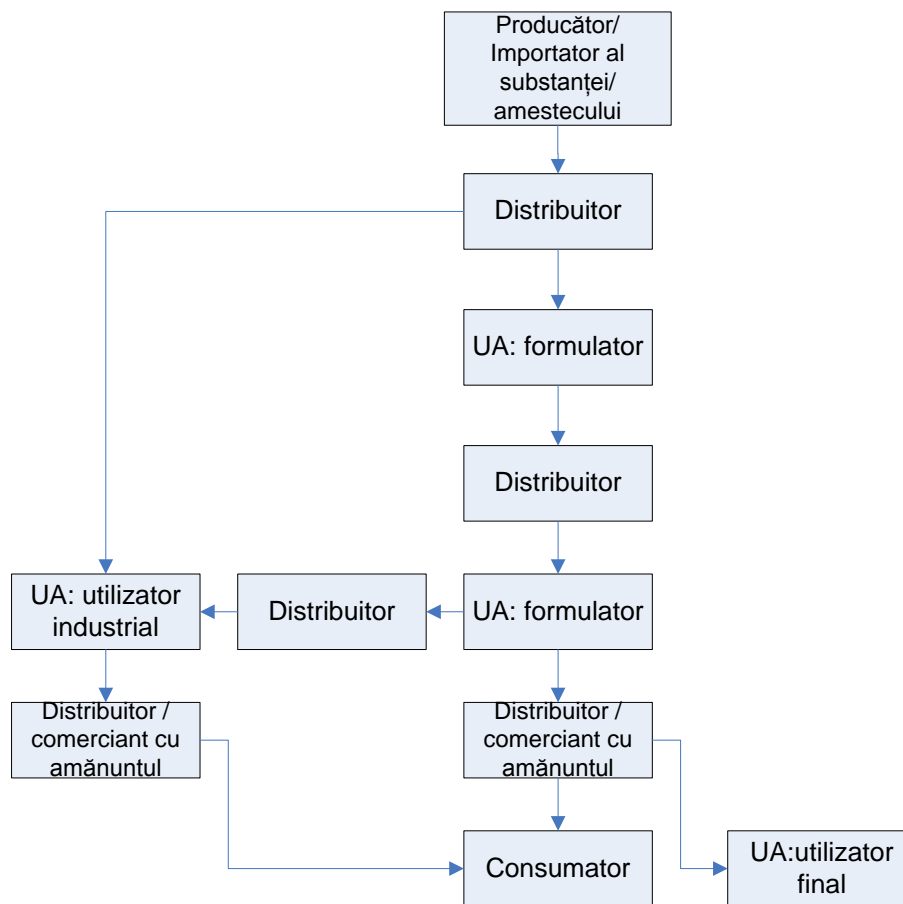 Producător/
Importator al
substanței/
amestecului
Distribuitor
UA: formulator
Distribuitor
UA: utilizator
industrial
Distribuitor
UA: formulator
Distribuitor /
comerciant cu
amănuntul
Distribuitor /
comerciant cu
amănuntul
Consumator
UA:utilizator
final